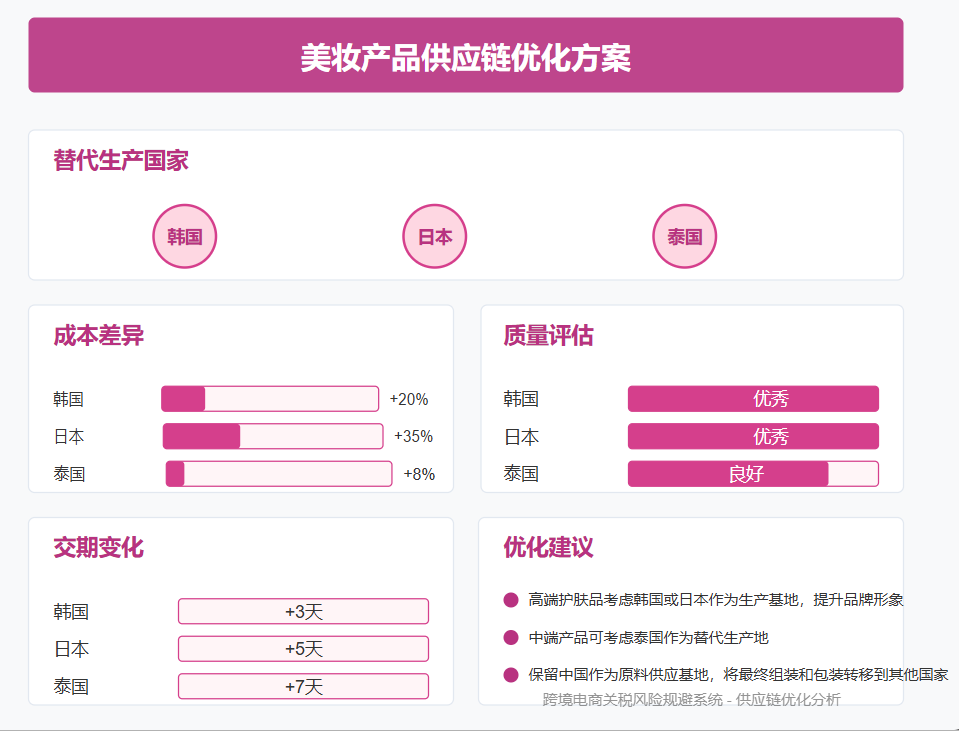 美妆产品供应链优化方案
替代生产国家
韩国
日本
泰国
成本差异
韩国 +20%
日本 +35%
泰国 +8%
质量评估
韩国 优秀
日本 优秀
泰国 良好
交期变化
韩国 +3天
日本 +5天
泰国 +7天
优化建议
高端护肤品考虑韩国或日本作为生产基地，提升品牌形象
中端产品可考虑泰国作为替代生产地
保留中国作为原料供应基地，将最终组装和包装转移到其他国家
跨境电商关税风险规避系统 - 供应链优化分析